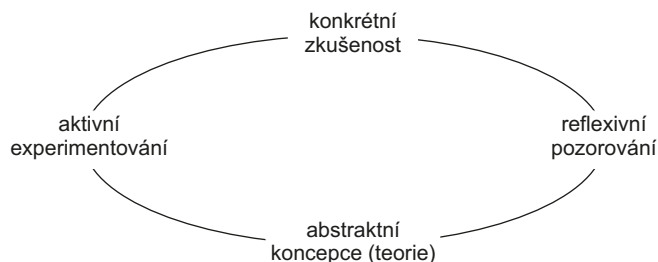 konkrétní
zkušenost
aktivní
experimentování
reflexivní
pozorování
abstraktní
koncepce (teorie)